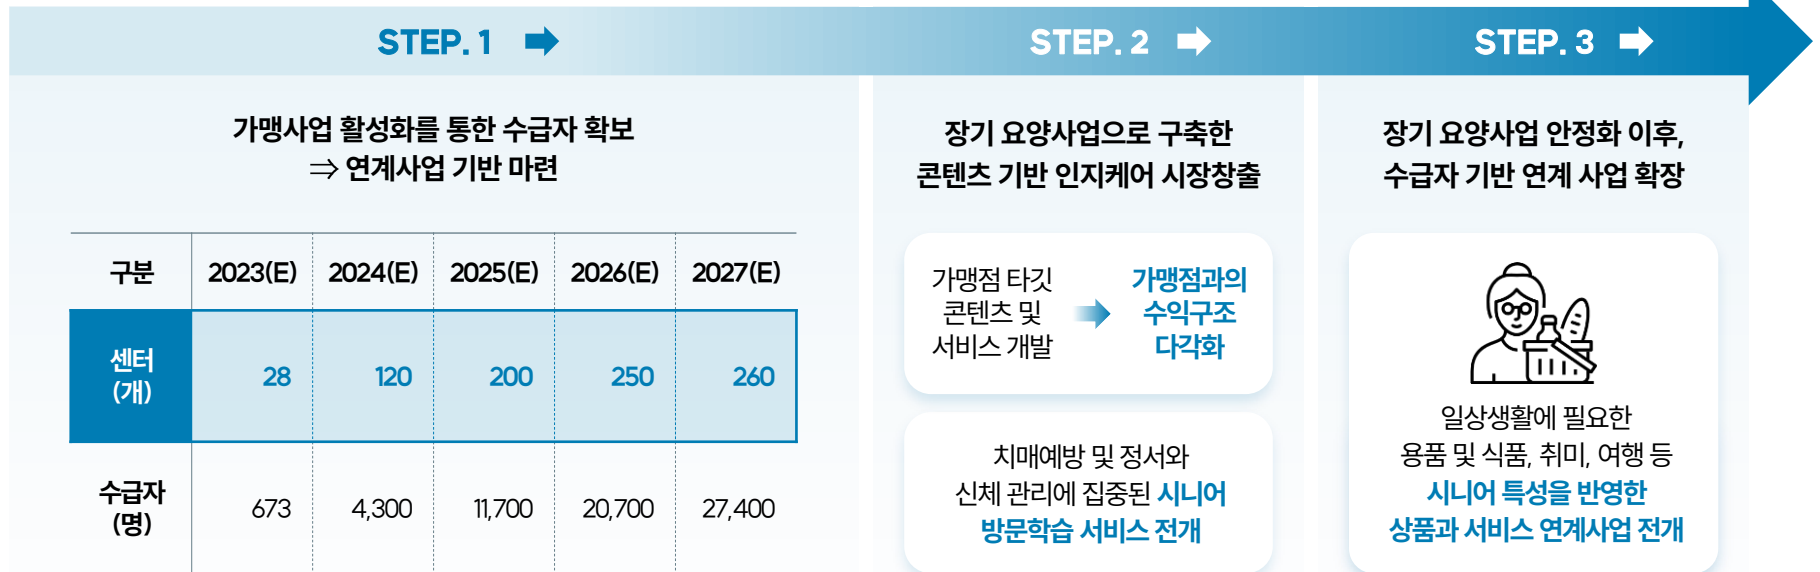 STEP. 1
STEP. 2
STEP. 3
가맹사업 활성화를 통한 수급자 확보
⇒ 연계사업 기반 마련
구분 2023(E) 2024(E) 2025(E) 2026(E) 2027(E)
센터
(개) 28 120 200 250 260
수급자
(명) 673 4,300 11,700 20,700 27,400
장기 요양사업으로 구축한
콘텐츠 기반 인지케어 시장창출
가맹점 타깃
콘텐츠 및
서비스 개발
가맹점과의
수익구조
다각화
치매예방 및 정서와
신체 관리에 집중된 시니어
방문학습 서비스 전개
장기 요양사업 안정화 이후,
수급자 기반 연계 사업 확장
일상생활에 필요한
용품 및 식품, 취미, 여행 등
시니어 특성을 반영한
상품과 서비스 연계사업 전개